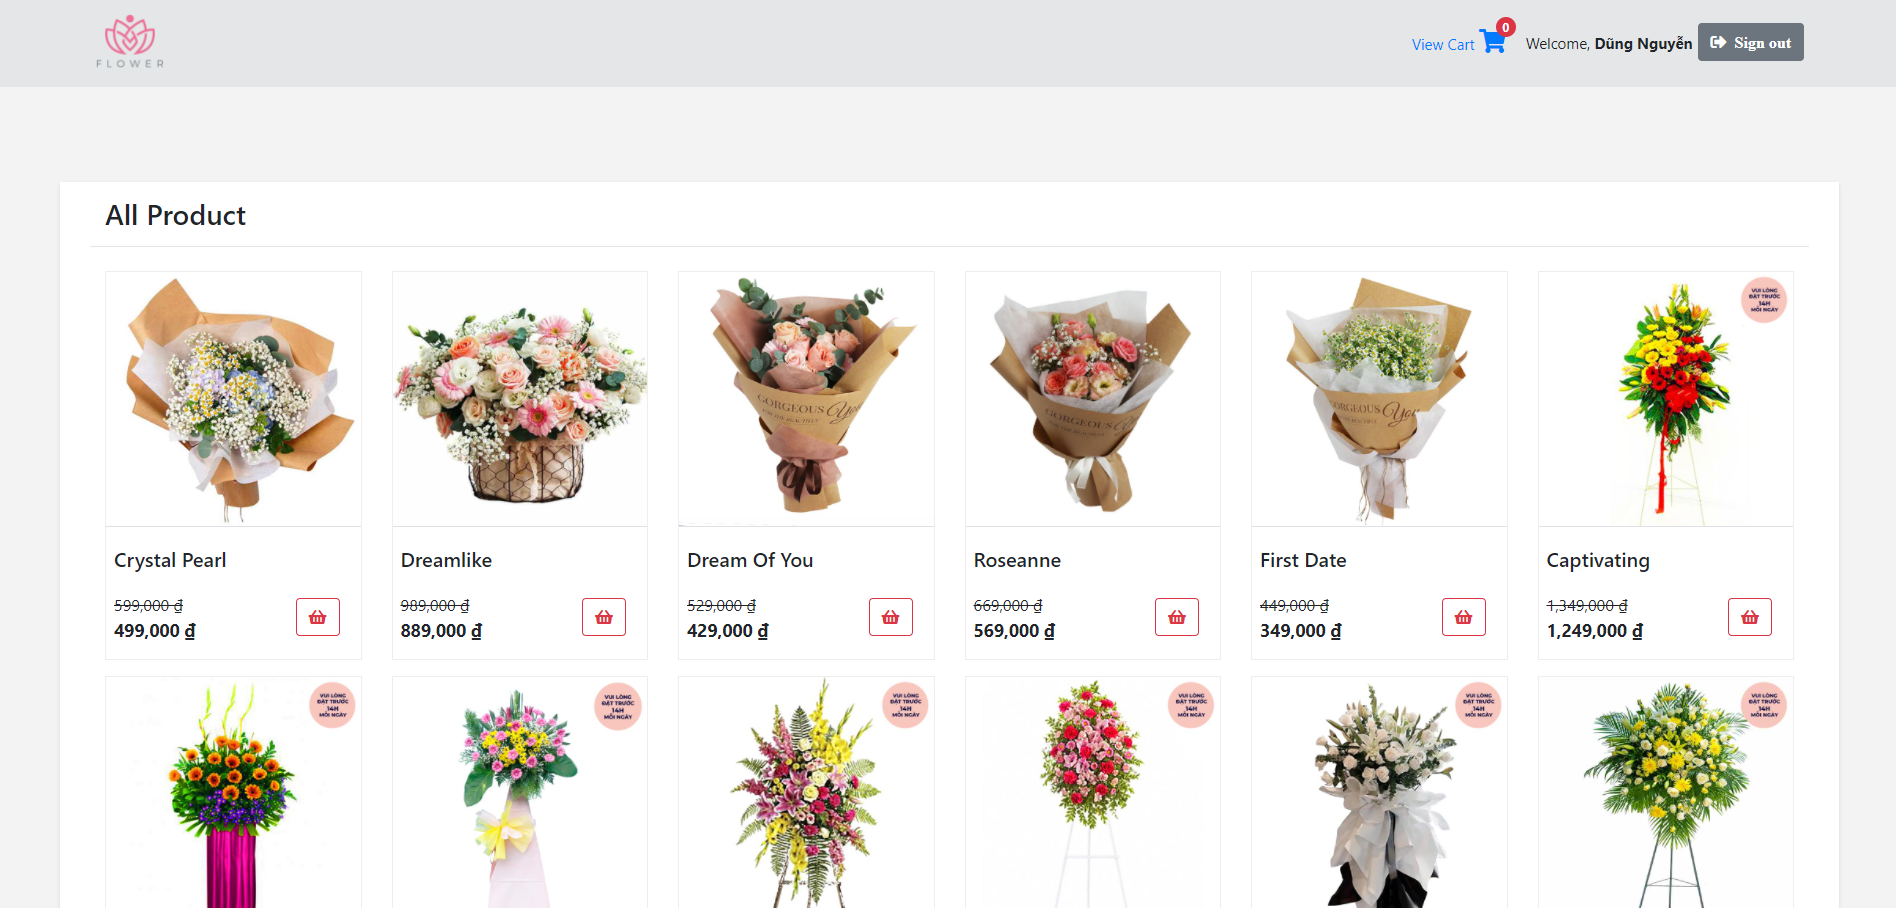 FLOWER
View Cart 0 Welcome, Dũng Nguyễn Sign out
All Product
GORGEOUS You
GORGEOUS
GORGEOUS You
VUI LÒNG
ĐẶT TRƯỚC
14H
MỖI NGÀY
Crystal Pearl
599,000 ₫
499,000 ₫
Dreamlike
989,000 ₫
889,000 ₫
Dream Of You
529,000 ₫
429,000 ₫
Roseanne
669,000 ₫
569,000 ₫
First Date
449,000 ₫
349,000 ₫
Captivating
1,349,000 ₫
1,249,000 ₫
VUI LÒNG
ĐẶT TRƯỚC
14H
MỖI NGÀY
VUI LÒNG
ĐẶT TRƯỚC
14H
MỖI NGÀY
VUI LÒNG
ĐẶT TRƯỚC
14H
MỖI NGÀY
VUI LÒNG
ĐẶT TRƯỚC
14H
MỖI NGÀY
VUI LÒNG
ĐẶT TRƯỚC
14H
MỖI NGÀY
VUI LÒNG
ĐẶT TRƯỚC
14H
MỖI NGÀY